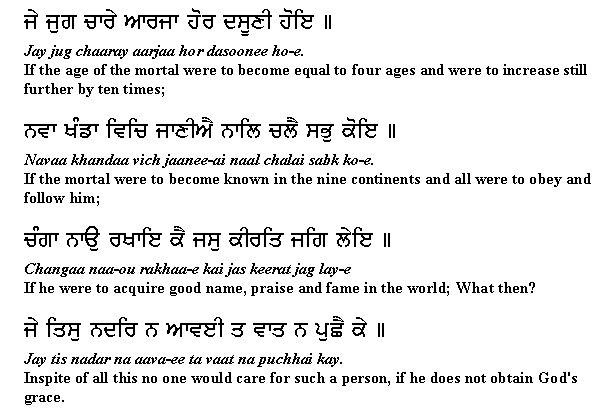 ਜੇ ਜੁਗ ਚਾਰੇ ਆਰਜਾ ਹੋਰ ਦਸੂਣੀ ਹੋਇ ॥
Jay jug chaaray aarjaa hor dasoonee ho-e.
If the age of the mortal were to become equal to four ages and were to increase still
further by ten times;
ਨਵਾ ਖੰਡਾ ਵਿਚਿ ਜਾਣੀਐ ਨਾਲਿ ਚਲੈ ਸਭੁ ਕੋਇ ॥
Navaa khandaa vich jaanee-ai naal chalai sabk ko-e.
If the mortal were to become known in the nine continents and all were to obey and
follow him;
ਚੰਗਾ ਨਾਉ ਰਖਾਇ ਕੈ ਜਸੁ ਕੀਰਤਿ ਜਗਿ ਲੇਇ ॥
Changaa naa-ou rakhaa-e kai jas keerat jag lay-e
If he were to acquire good name, praise and fame in the world; What then?
ਜੇ ਤਿਸੁ ਨਦਰਿ ਨ ਆਵਈ ਤ ਵਾਤ ਨ ਪੁਛੈ ਕੇ ॥
Jay tis nadar na aava-ee ta vaat na puchhai kay.
Inspite of all this no one would care for such a person, if he does not obtain God's
grace.